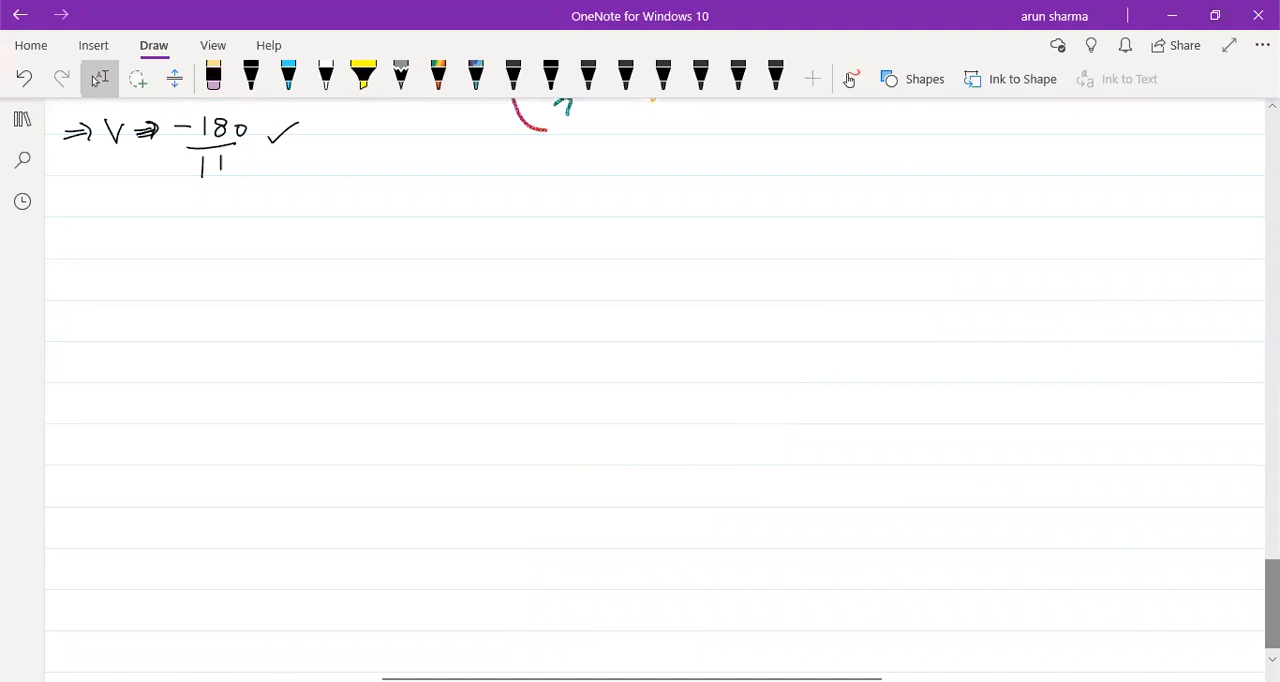 OneNote for Windows 10
arun sharma
Home Insert Draw View Help Share
Shapes Ink to Shape Ink to Text
⇒ V ⇒ -180 ✓
11